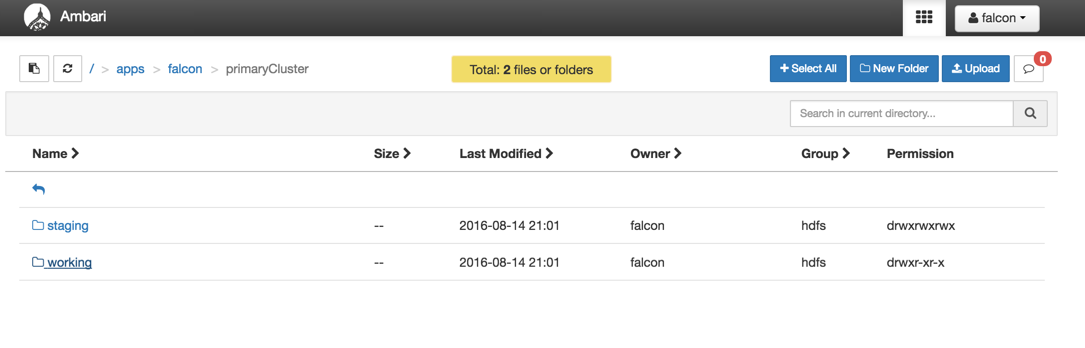 Ambari falcon
/ > apps > falcon > primaryCluster Total: 2 files or folders Select All New Folder Upload 0
Search in current directory...
Name Size Last Modified Owner Group Permission
staging -- 2016-08-14 21:01 falcon hdfs drwxrwxrwx
working -- 2016-08-14 21:01 falcon hdfs drwxr-xr-x